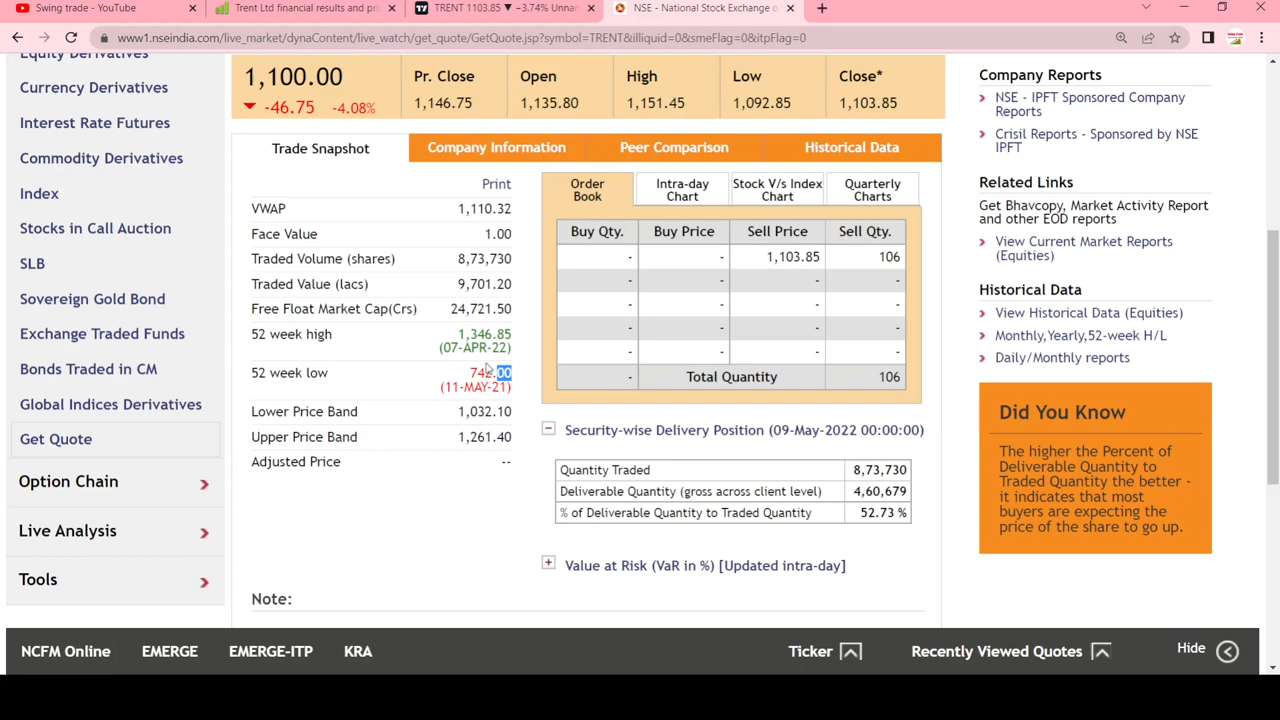 Swing trade - YouTube
Trent Ltd financial results and pri
TRENT 1103.85 ▼ −3.74% Unnan
NSE - National Stock Exchange o
www1.nseindia.com/live_market/dynaContent/live_watch/get_quote/GetQuote.jsp?symbol=TRENT&illiquid=0&smeFlag=0&itpFlag=0
Equity Derivatives
Currency Derivatives
Interest Rate Futures
Commodity Derivatives
Index
Stocks in Call Auction
SLB
Sovereign Gold Bond
Exchange Traded Funds
Bonds Traded in CM
Global Indices Derivatives
Get Quote
Option Chain
Live Analysis
Tools
1,100.00
-46.75 -4.08%
Pr. Close
1,146.75
Open
1,135.80
High
1,151.45
Low
1,092.85
Close*
1,103.85
Trade Snapshot
Company Information
Peer Comparison
Historical Data
Print
VWAP 1,110.32
Face Value 1.00
Traded Volume (shares) 8,73,730
Traded Value (lacs) 9,701.20
Free Float Market Cap(Crs) 24,721.50
52 week high 1,346.85
(07-APR-22)
52 week low 742.00
(11-MAY-21)
Lower Price Band 1,032.10
Upper Price Band 1,261.40
Adjusted Price --
Order
Book
Intra-day
Chart
Stock V/s Index
Chart
Quarterly
Charts
Buy Qty. Buy Price Sell Price Sell Qty.
- - 1,103.85 106
- - - -
- - - -
- - - -
- - - -
- Total Quantity 106
Security-wise Delivery Position (09-May-2022 00:00:00)
Quantity Traded 8,73,730
Deliverable Quantity (gross across client level) 4,60,679
% of Deliverable Quantity to Traded Quantity 52.73 %
Value at Risk (VaR in %) [Updated intra-day]
Note:
Company Reports
NSE - IPFT Sponsored Company
Reports
Crisil Reports - Sponsored by NSE
IPFT
Related Links
Get Bhavcopy, Market Activity Report
and other EOD reports
View Current Market Reports
(Equities)
Historical Data
View Historical Data (Equities)
Monthly,Yearly,52-week H/L
Daily/Monthly reports
Did You Know
The higher the Percent of
Deliverable Quantity to
Traded Quantity the better -
it indicates that most
buyers are expecting the
price of the share to go up.
NCFM Online
EMERGE
EMERGE-ITP
KRA
Ticker
Recently Viewed Quotes
Hide